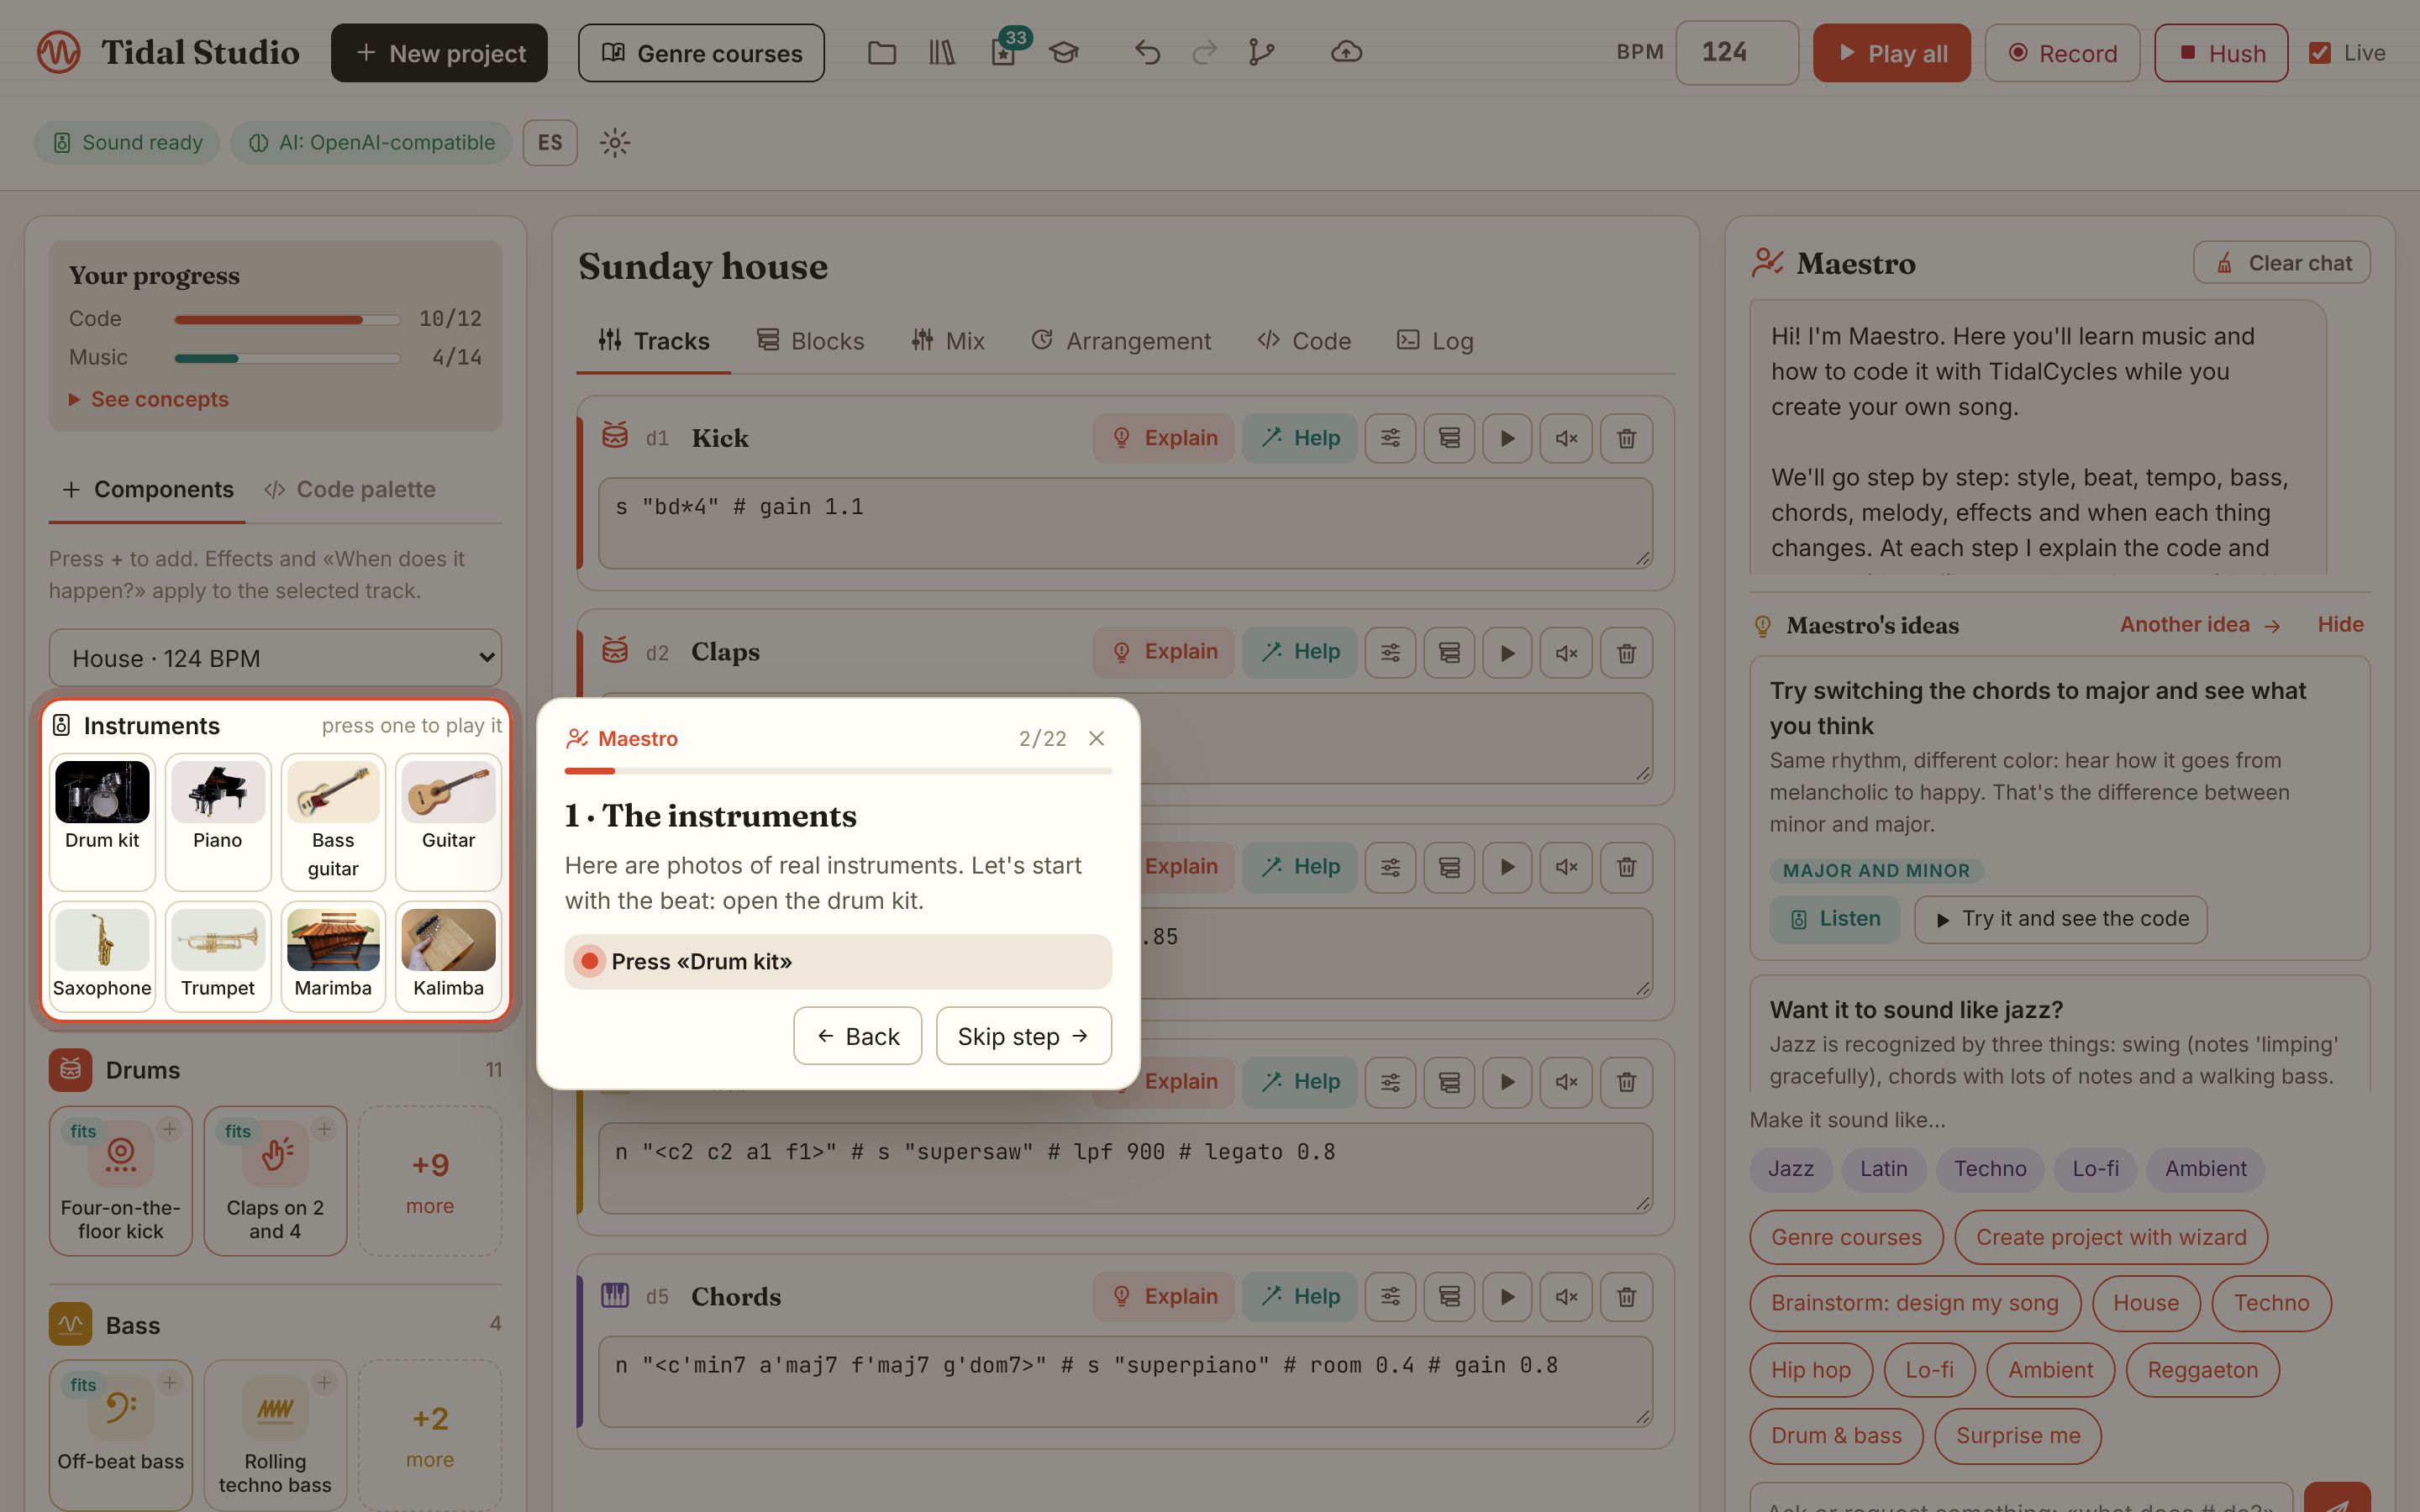 Tidal Studio
New project
Genre courses
33
BPM
124
Play all
Record
Hush
Live
Sound ready
AI: OpenAI-compatible
ES
Your progress
Code
10/12
Music
4/14
See concepts
Components
Code palette
Press + to add. Effects and «When does it
happen?» apply to the selected track.
House · 124 BPM
Instruments
press one to play it
Drum kit
Piano
Bass
guitar
Guitar
Saxophone
Trumpet
Marimba
Kalimba
Drums
11
fits
Four-on-the-
floor kick
fits
Claps on 2
and 4
+9
more
Bass
4
fits
Off-beat bass
Rolling
techno bass
+2
more
Sunday house
Tracks
Blocks
Mix
Arrangement
Code
Log
d1 Kick
Explain
Help
s "bd*4" # gain 1.1
d2 Claps
Explain
Help
Maestro
2/22
1 · The instruments
Here are photos of real instruments. Let's start
with the beat: open the drum kit.
Press «Drum kit»
← Back
Skip step →
Explain
Help
.85
Explain
Help
n "<c2 c2 a1 f1>" # s "supersaw" # lpf 900 # legato 0.8
d5 Chords
Explain
Help
n "<c'min7 a'maj7 f'maj7 g'dom7>" # s "superpiano" # room 0.4 # gain 0.8
Maestro
Clear chat
Hi! I'm Maestro. Here you'll learn music and
how to code it with TidalCycles while you
create your own song.
We'll go step by step: style, beat, tempo, bass,
chords, melody, effects and when each thing
changes. At each step I explain the code and
Maestro's ideas
Another idea →
Hide
Try switching the chords to major and see what
you think
Same rhythm, different color: hear how it goes from
melancholic to happy. That's the difference between
minor and major.
MAJOR AND MINOR
Listen
Try it and see the code
Want it to sound like jazz?
Jazz is recognized by three things: swing (notes 'limping'
gracefully), chords with lots of notes and a walking bass.
Make it sound like...
Jazz
Latin
Techno
Lo-fi
Ambient
Genre courses
Create project with wizard
Brainstorm: design my song
House
Techno
Hip hop
Lo-fi
Ambient
Reggaeton
Drum & bass
Surprise me